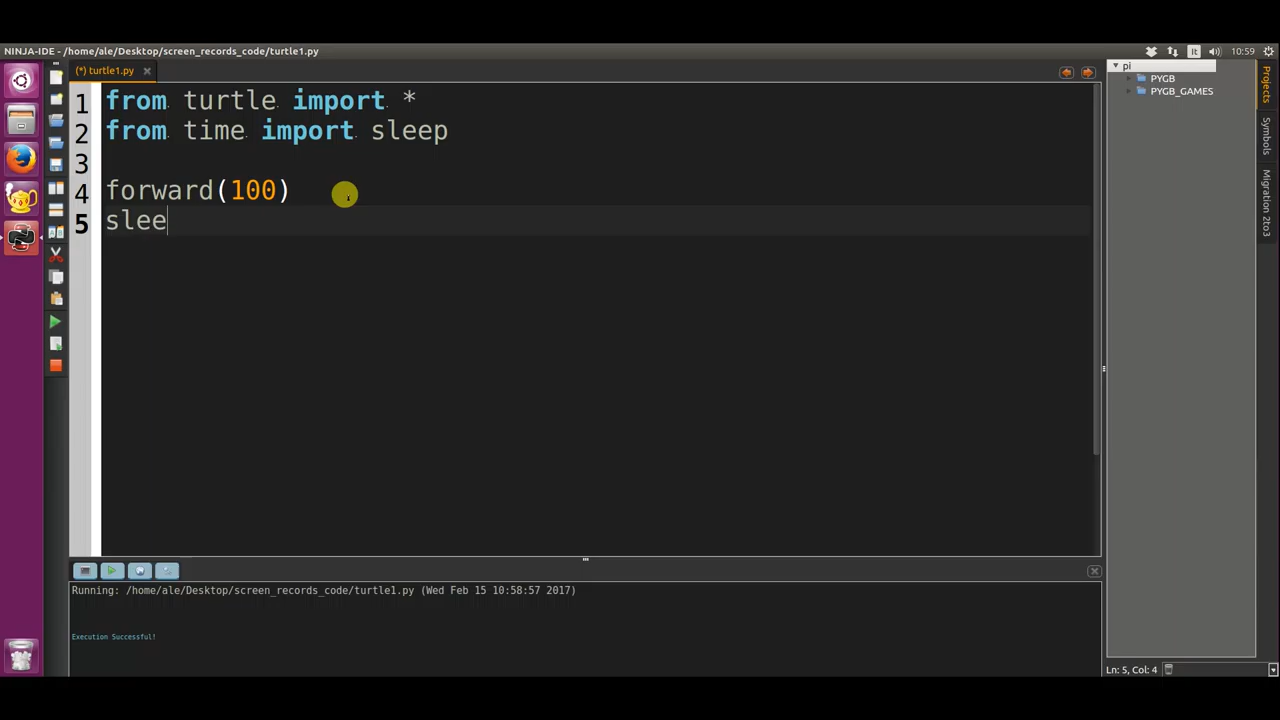 NINJA-IDE - /home/ale/Desktop/screen_records_code/turtle1.py
It
10:59
(*) turtle1.py
pi
PYGB
PYGB_GAMES
Projects
Symbols
Migration 2to3
1 from turtle import *
2 from time import sleep
3
4 forward(100)
5 slee
Running: /home/ale/Desktop/screen_records_code/turtle1.py (Wed Feb 15 10:58:57 2017)
Execution Successful!
Ln: 5, Col: 4